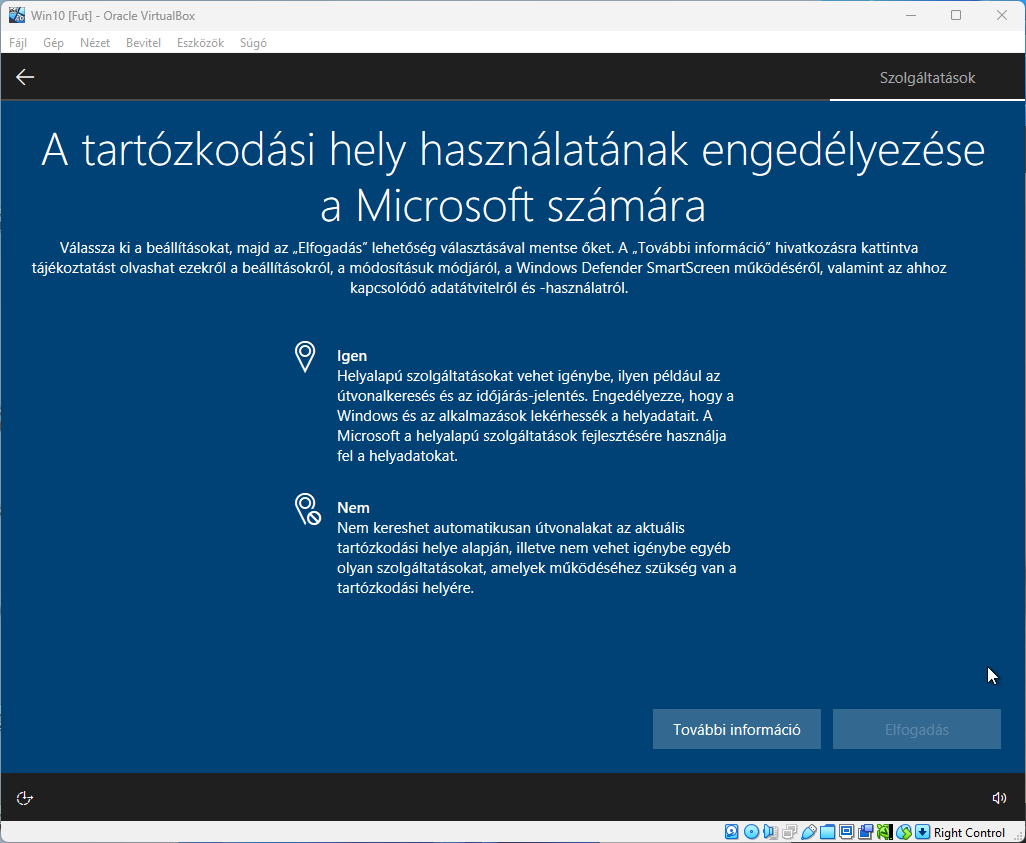 Win10 [Fut] - Oracle VirtualBox
Fájl Gép Nézet Bevitel Eszközök Súgó
Szolgáltatások
A tartózkodási hely használatának engedélyezése
a Microsoft számára
Válassza ki a beállításokat, majd az „Elfogadás” lehetőség választásával mentse őket. A „További információ” hivatkozásra kattintva
tájékoztatást olvashat ezekről a beállításokról, a módosításuk módjáról, a Windows Defender SmartScreen működéséről, valamint az ahhoz
kapcsolódó adatátvitelről és -használatról.
Igen
Helyalapú szolgáltatásokat vehet igénybe, ilyen például az
útvonalkeresés és az időjárás-jelentés. Engedélyezze, hogy a
Windows és az alkalmazások lekérhessék a helyadatait. A
Microsoft a helyalapú szolgáltatások fejlesztésére használja
fel a helyadatokat.
Nem
Nem kereshet automatikusan útvonalakat az aktuális
tartózkodási helye alapján, illetve nem vehet igénybe egyéb
olyan szolgáltatásokat, amelyek működéséhez szükség van a
tartózkodási helyére.
További információ
Elfogadás
Right Control